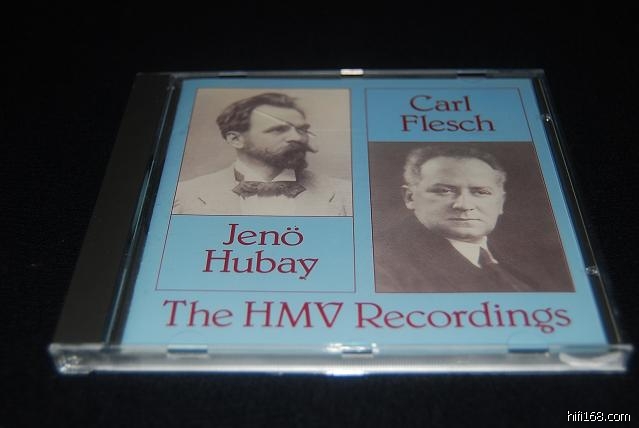 Carl
Flesch
Jenö
Hubay
The HMV Recordings
hifi168.com